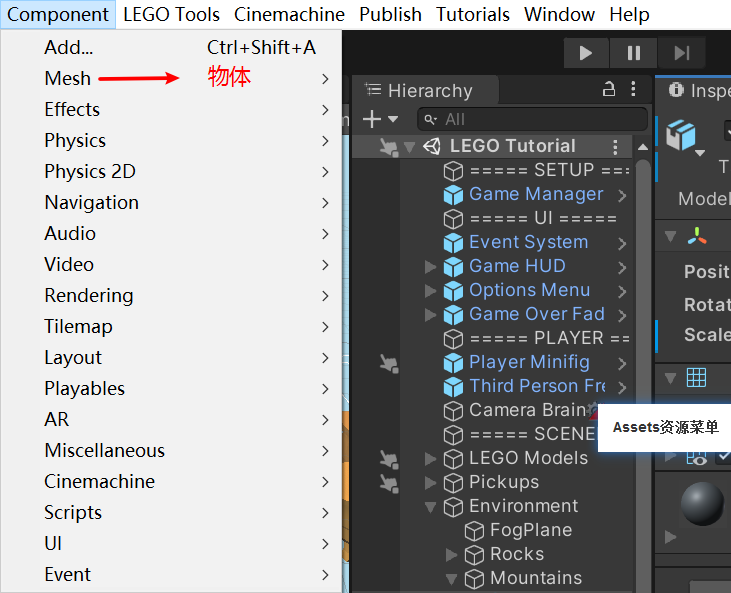 Component LEGO Tools Cinemachine Publish Tutorials Window Help
Add... Ctrl+Shift+A
Mesh 物体
Effects
Physics
Physics 2D
Navigation
Audio
Video
Rendering
Tilemap
Layout
Playables
AR
Miscellaneous
Cinemachine
Scripts
UI
Event
Hierarchy
All
LEGO Tutorial
===== SETUP ===
Game Manager
===== UI =====
Event System
Game HUD
Options Menu
Game Over Fad
===== PLAYER ==
Player Minifig
Third Person Fre
Camera Brain
===== SCENE
LEGO Models
Pickups
Environment
FogPlane
Rocks
Mountains
Inspe
T
Model
Posit
Rotat
Scale
Assets资源菜单